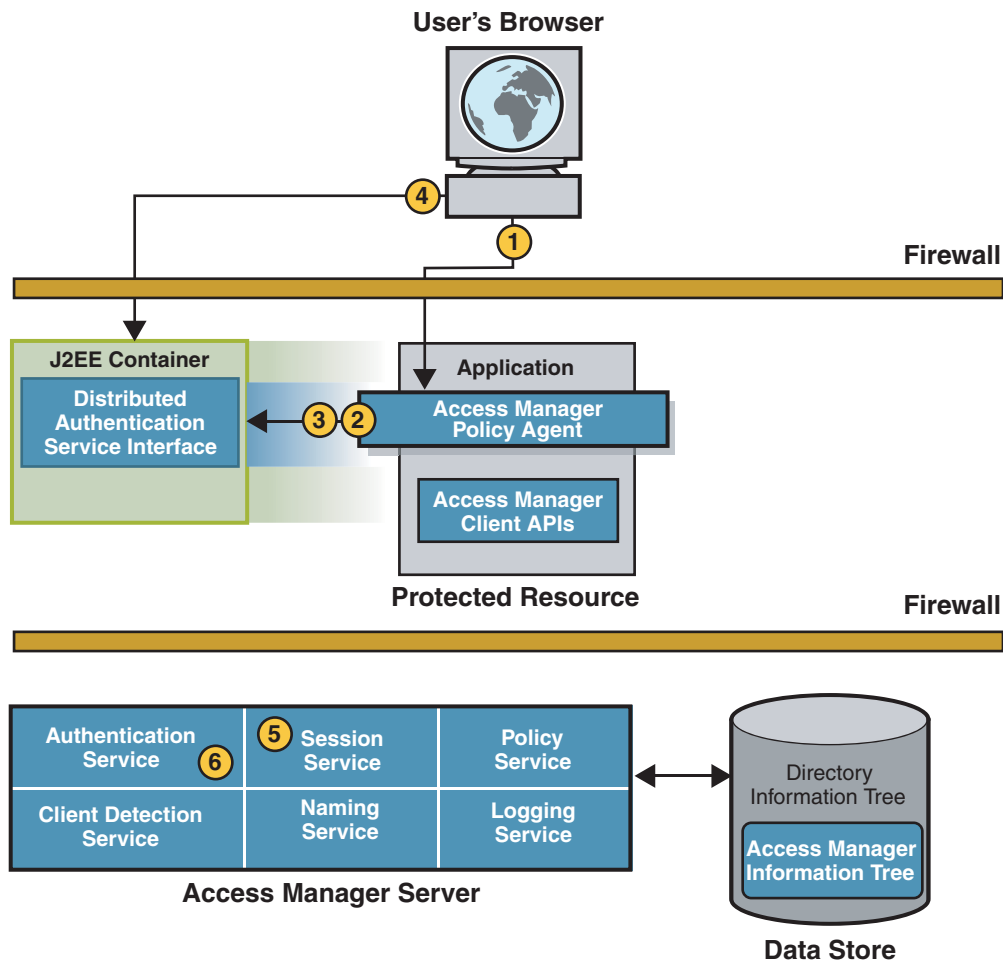 User’s Browser
4
1
Firewall
J2EE Container
Distributed
Authentication
Service Interface
3
2
Application
Access Manager
Policy Agent
Access Manager
Client APIs
Protected Resource
Firewall
Authentication
Service
6
5
Session
Service
Policy
Service
Client Detection
Service
Naming
Service
Logging
Service
Access Manager Server
Directory
Information Tree
Access Manager
Information Tree
Data Store